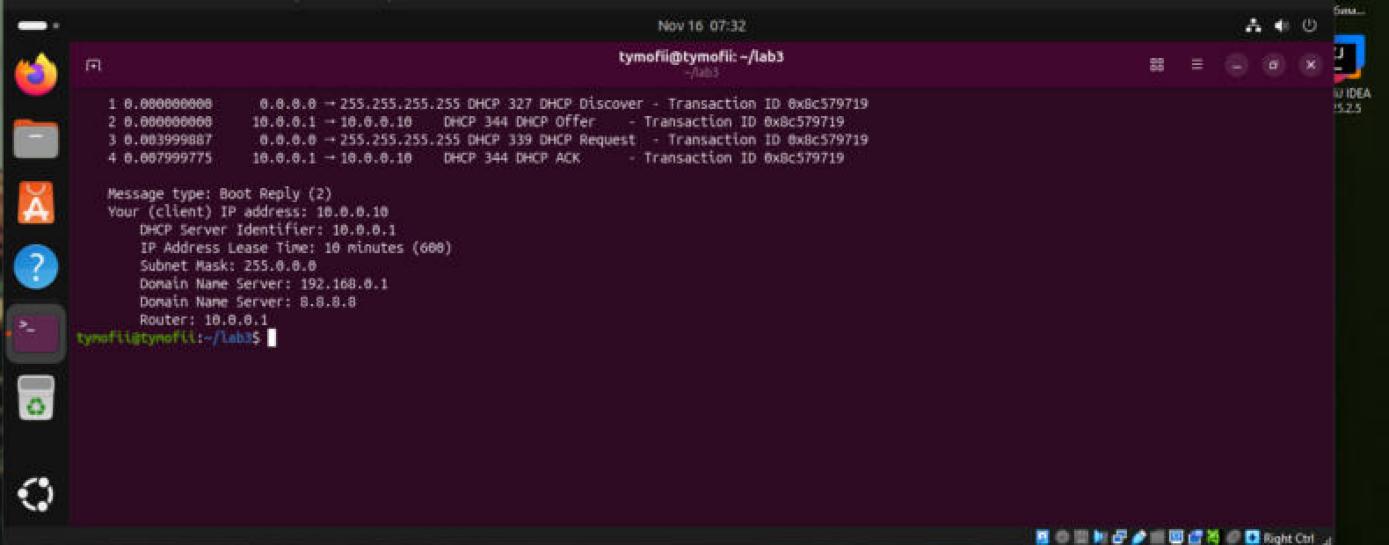 Nov 16 07:32
tymofii@tymofii: ~/lab3
~/lab3
1 0.000000000 0.0.0.0 → 255.255.255.255 DHCP 327 DHCP Discover - Transaction ID 0x8c579719
2 0.000000000 10.0.0.1 → 10.0.0.10 DHCP 344 DHCP Offer - Transaction ID 0x8c579719
3 0.003999887 0.0.0.0 → 255.255.255.255 DHCP 339 DHCP Request - Transaction ID 0x8c579719
4 0.007999775 10.0.0.1 → 10.0.0.10 DHCP 344 DHCP ACK - Transaction ID 0x8c579719
Message type: Boot Reply (2)
Your (client) IP address: 10.0.0.10
DHCP Server Identifier: 10.0.0.1
IP Address Lease Time: 10 minutes (600)
Subnet Mask: 255.0.0.0
Domain Name Server: 192.168.0.1
Domain Name Server: 8.8.8.8
Router: 10.0.0.1
tymofii@tymofii:~/lab3$
IDEA
Right Ctrl